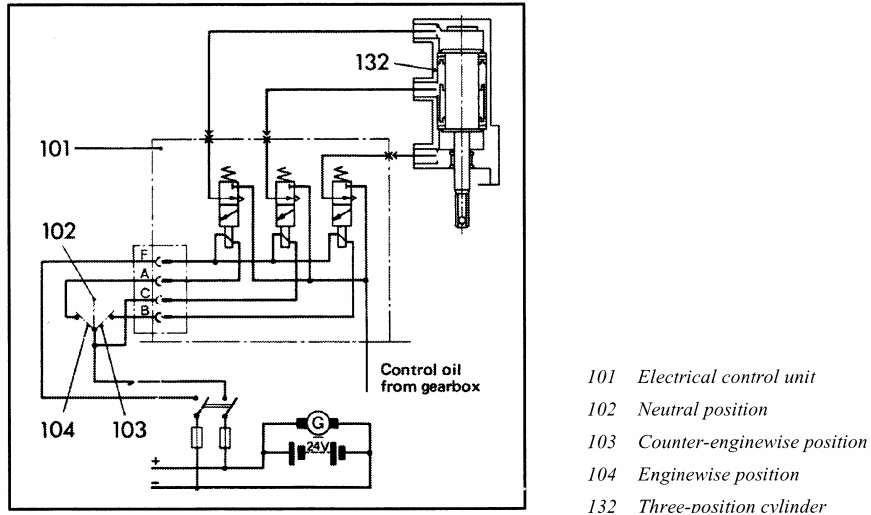 132
101
102
F
A
C
B
Control oil
from gearbox
104 103
G
24V
+
-
101 Electrical control unit
102 Neutral position
103 Counter-enginewise position
104 Enginewise position
132 Three-position cylinder